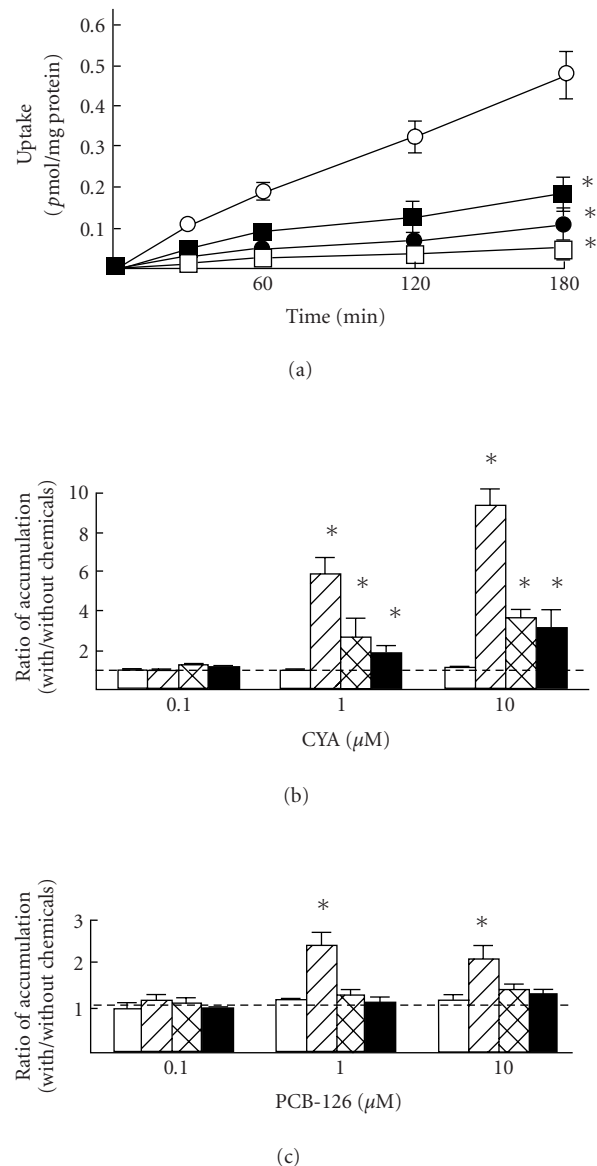 0.6
0.5
0.4
0.3
0.2
0.1
Uptake
(pmol/mg protein)
*
*
*
60 120 180
Time (min)
(a)
10
8
6
4
2
Ratio of accumulation
(with/without chemicals)
*
*
*
*
*
*
0.1 1 10
CYA (μM)
(b)
3
2
1
Ratio of accumulation
(with/without chemicals)
*
*
0.1 1 10
PCB-126 (μM)
(c)